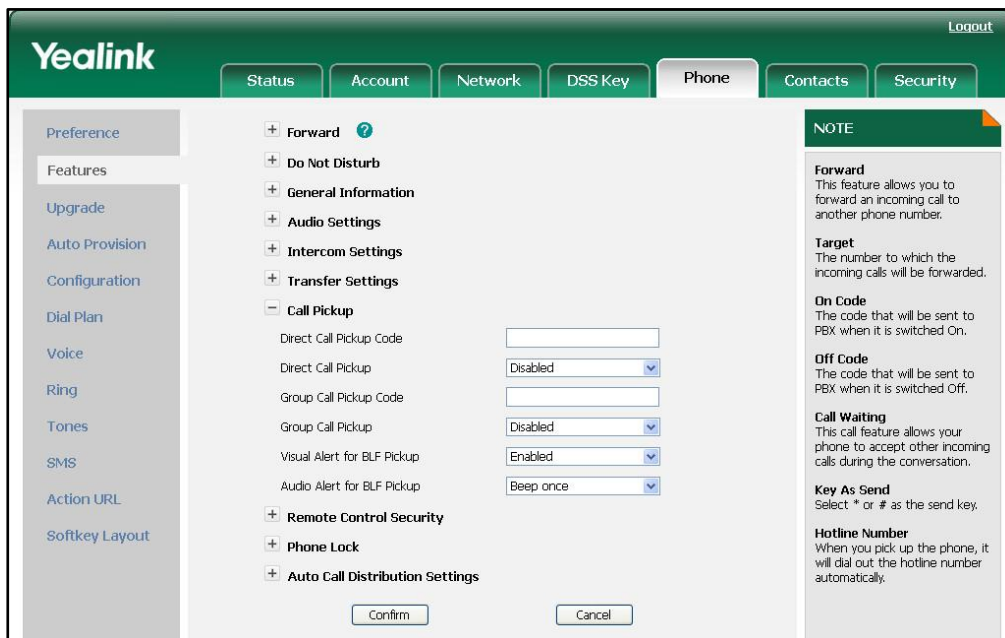 Logout
Yealink
Status Account Network DSS Key Phone Contacts Security
Preference
Features
Upgrade
Auto Provision
Configuration
Dial Plan
Voice
Ring
Tones
SMS
Action URL
Softkey Layout
+ Forward ?
+ Do Not Disturb
+ General Information
+ Audio Settings
+ Intercom Settings
+ Transfer Settings
− Call Pickup
Direct Call Pickup Code
Direct Call Pickup Disabled
Group Call Pickup Code
Group Call Pickup Disabled
Visual Alert for BLF Pickup Enabled
Audio Alert for BLF Pickup Beep once
+ Remote Control Security
+ Phone Lock
+ Auto Call Distribution Settings
Confirm Cancel
NOTE
Forward
This feature allows you to
forward an incoming call to
another phone number.
Target
The number to which the
incoming calls will be forwarded.
On Code
The code that will be sent to
PBX when it is switched On.
Off Code
The code that will be sent to
PBX when it is switched Off.
Call Waiting
This call feature allows your
phone to accept other incoming
calls during the conversation.
Key As Send
Select * or # as the send key.
Hotline Number
When you pick up the phone, it
will dial out the hotline number
automatically.